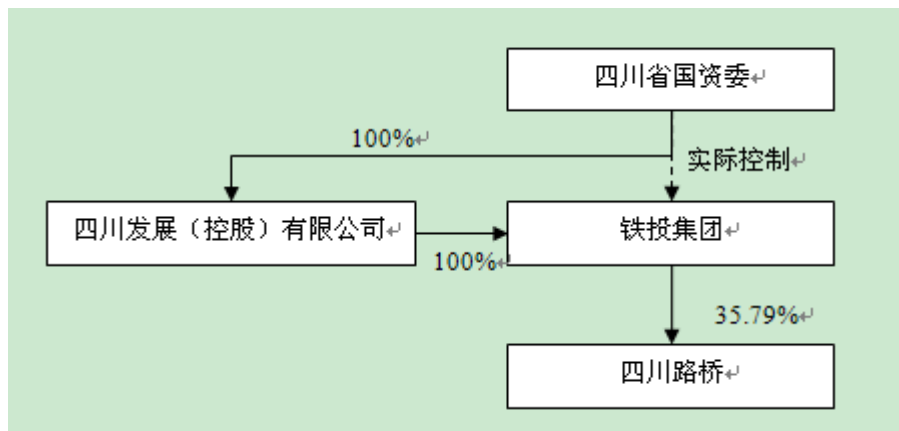 四川省国资委
100%
实际控制
四川发展（控股）有限公司
铁投集团
100%
35.79%
四川路桥